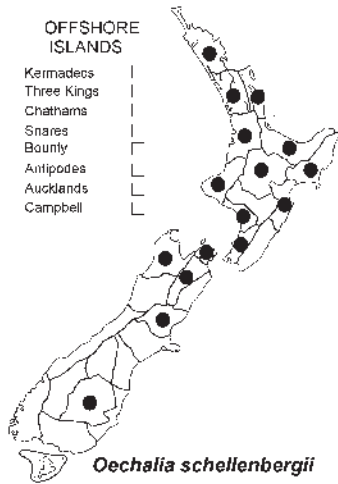 OFFSHORE
ISLANDS
Kermadecs
Three Kings
Chathams
Snares
Bounty
Antipodes
Aucklands
Campbell
Oechalia schellenbergii